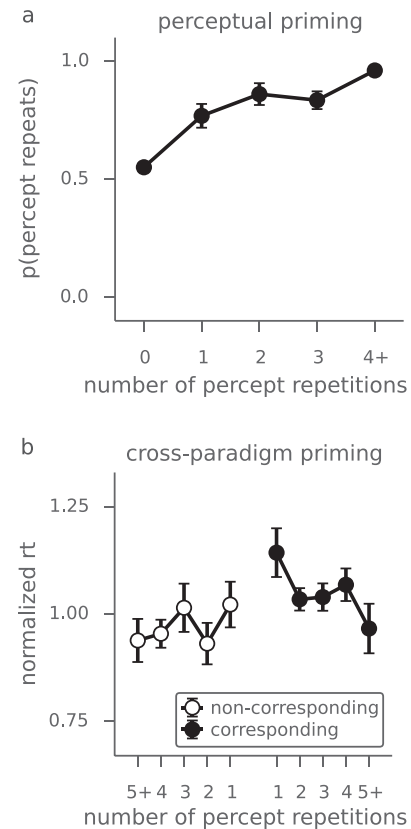 a
perceptual priming
1.0
0.5
0.0
p(percept repeats)
0 1 2 3 4+
number of percept repetitions
b
cross-paradigm priming
1.25
1.00
0.75
normalized rt
non-corresponding
corresponding
5+ 4 3 2 1 1 2 3 4 5+
number of percept repetitions